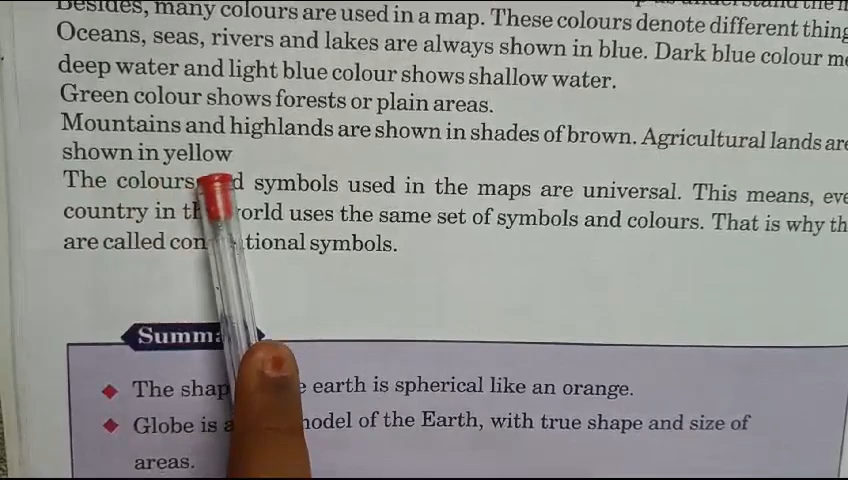 Besides, many colours are used in a map. These colours denote different thing
Oceans, seas, rivers and lakes are always shown in blue. Dark blue colour me
deep water and light blue colour shows shallow water.
Green colour shows forests or plain areas.
Mountains and highlands are shown in shades of brown. Agricultural lands are
shown in yellow
The colours symbols used in the maps are universal. This means, eve
country in world uses the same set of symbols and colours. That is why th
are called con tional symbols.
Summa
The shap earth is spherical like an orange.
Globe is a model of the Earth, with true shape and size of
areas.